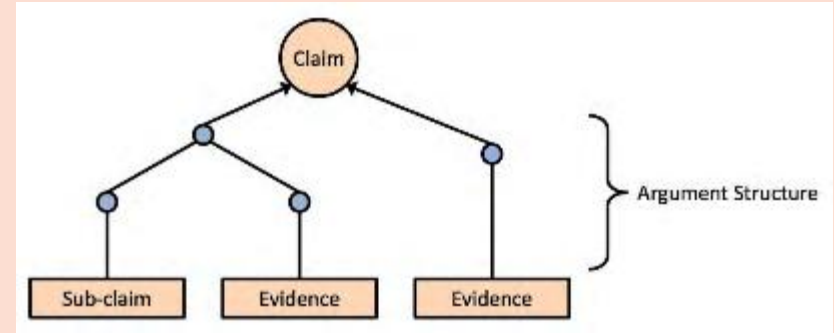 Claim
Argument Structure
Sub-claim
Evidence
Evidence